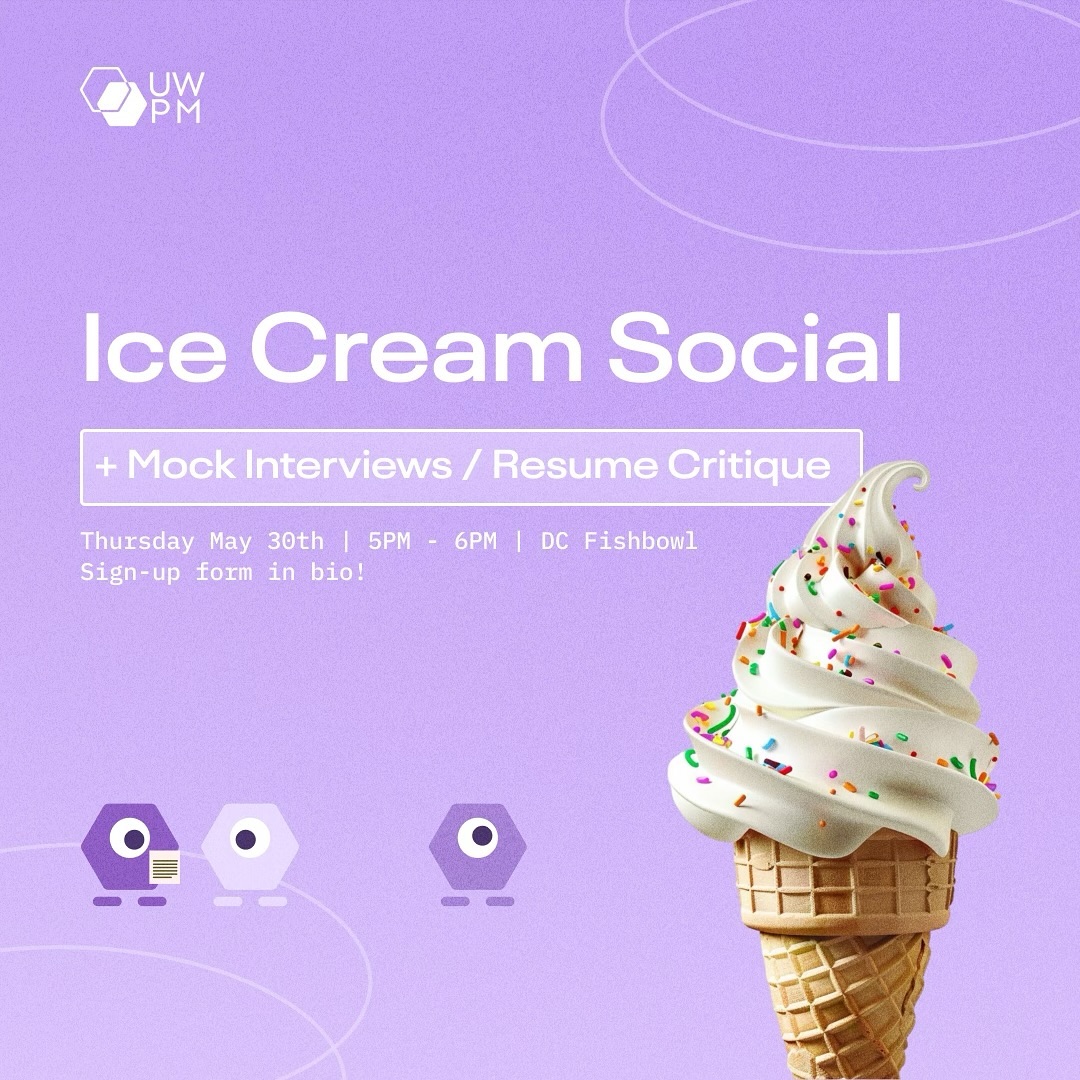 UW
PM
Ice Cream Social
+ Mock Interviews / Resume Critique
Thursday May 30th | 5PM - 6PM | DC Fishbowl
Sign-up form in bio!